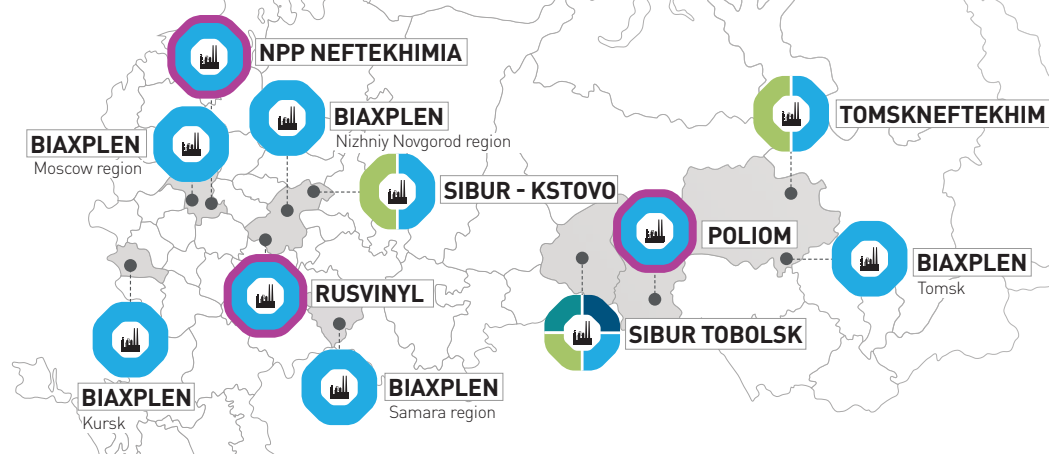 NPP NEFTEKHIMIA
BIAXPLEN
Nizhniy Novgorod region
TOMSKNEFTEKHIM
BIAXPLEN
Moscow region
SIBUR - KSTOVO
POLIOM
BIAXPLEN
Tomsk
RUSVINYL
SIBUR TOBOLSK
BIAXPLEN
Kursk
BIAXPLEN
Samara region